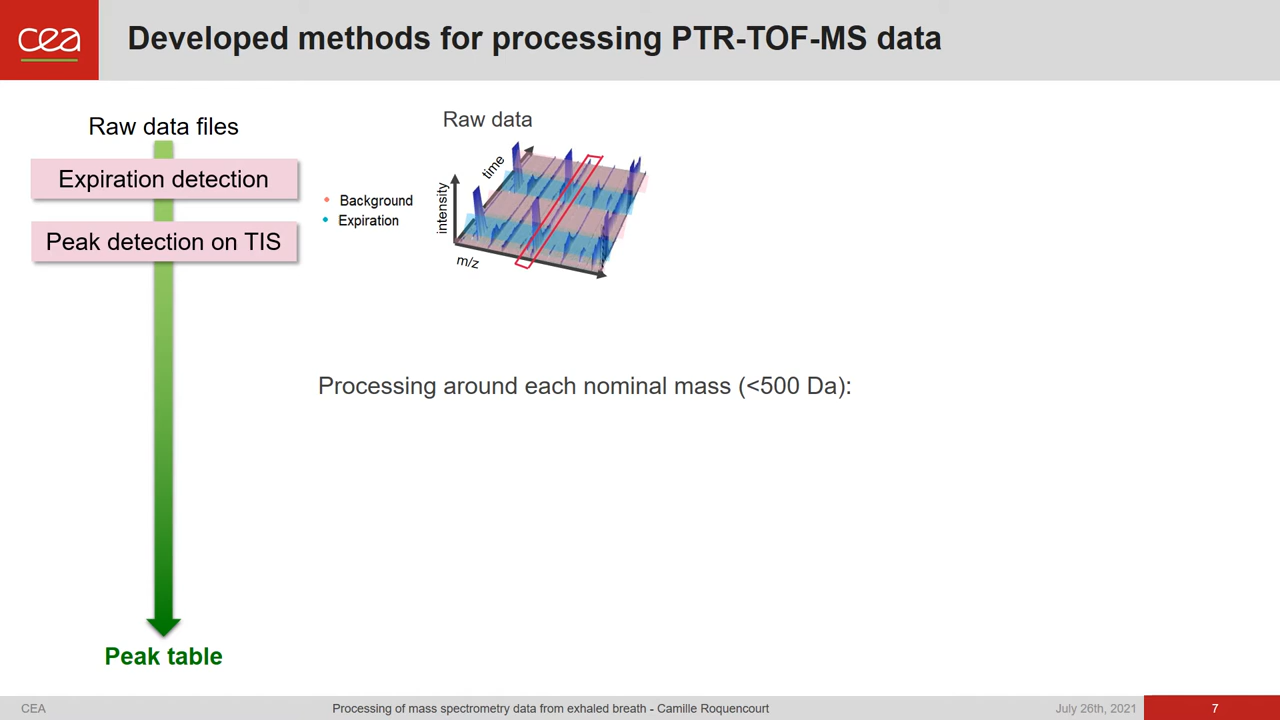 cea
Developed methods for processing PTR-TOF-MS data
Raw data files
Expiration detection
Peak detection on TIS
Raw data
Background
Expiration
intensity
time
m/z
Processing around each nominal mass (<500 Da):
Peak table
CEA
Processing of mass spectrometry data from exhaled breath - Camille Roquencourt
July 26th, 2021
7